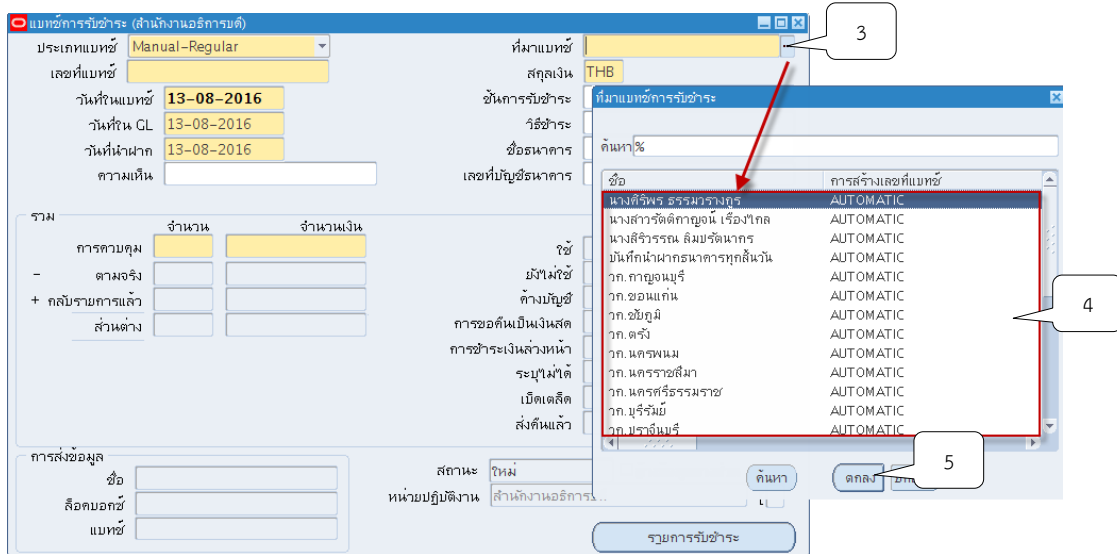 แบทช์การรับชำระ (สำนักงานอธิการบดี)
ประเภทแบทช์ Manual-Regular
ที่มาแบทช์
3
เลขที่แบทช์
สกุลเงิน THB
วันที่ในแบทช์ 13-08-2016
ชั้นการรับชำระ
วันที่ใน GL 13-08-2016
วิธีชำระ
วันที่นำฝาก 13-08-2016
ชื่อธนาคาร
ความเห็น
เลขที่บัญชีธนาคาร
ที่มาแบทช์การรับชำระ
ค้นหา %
ชื่อ การสร้างเลขที่แบทช์
นางศิริพร ธรรมวรางกูร AUTOMATIC
นางสาวรัตติกาญจน์ เรืองไกล AUTOMATIC
นางสิริวรรณ ลิมปรัตนากร AUTOMATIC
บันทึกนำฝากธนาคารทุกสิ้นวัน AUTOMATIC
วก.กาญจนบุรี AUTOMATIC
วก.ขอนแก่น AUTOMATIC
วก.ชัยภูมิ AUTOMATIC
วก.ตรัง AUTOMATIC
วก.นครพนม AUTOMATIC
วก.นครราชสีมา AUTOMATIC
วก.นครศรีธรรมราช AUTOMATIC
วก.บุรีรัมย์ AUTOMATIC
วก.ปราจีนบุรี AUTOMATIC
4
ค้นหา ตกลง
5
รวม
จำนวน จำนวนเงิน
การควบคุม
- ตามจริง
+ กลับรายการแล้ว
ส่วนต่าง
ใช้
ยังไม่ใช้
ค้างบัญชี
การขอคืนเป็นเงินสด
การชำระเงินล่วงหน้า
ระบุไม่ได้
เบ็ดเตล็ด
ส่งคืนแล้ว
การส่งข้อมูล
ชื่อ
ล็อคบอกซ์
แบทช์
สถานะ ใหม่
หน่วยปฏิบัติงาน สำนักงานอธิการ
รายการรับชำระ